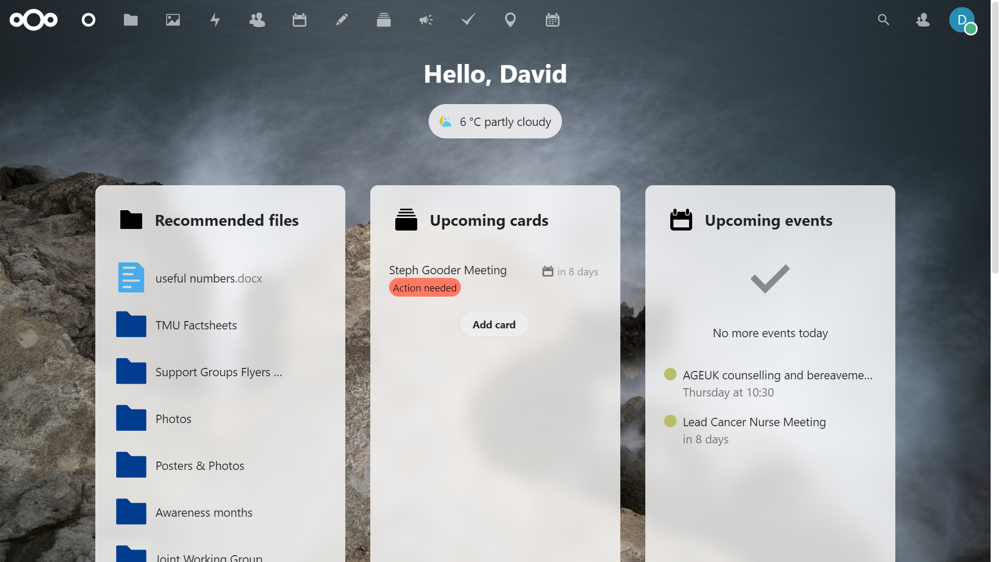 D
Hello, David
6 °C partly cloudy
Recommended files
useful numbers.docx
TMU Factsheets
Support Groups Flyers ...
Photos
Posters & Photos
Awareness months
Joint Working Group
Upcoming cards
Steph Gooder Meeting
in 8 days
Action needed
Add card
Upcoming events
No more events today
AGEUK counselling and bereaveme...
Thursday at 10:30
Lead Cancer Nurse Meeting
in 8 days